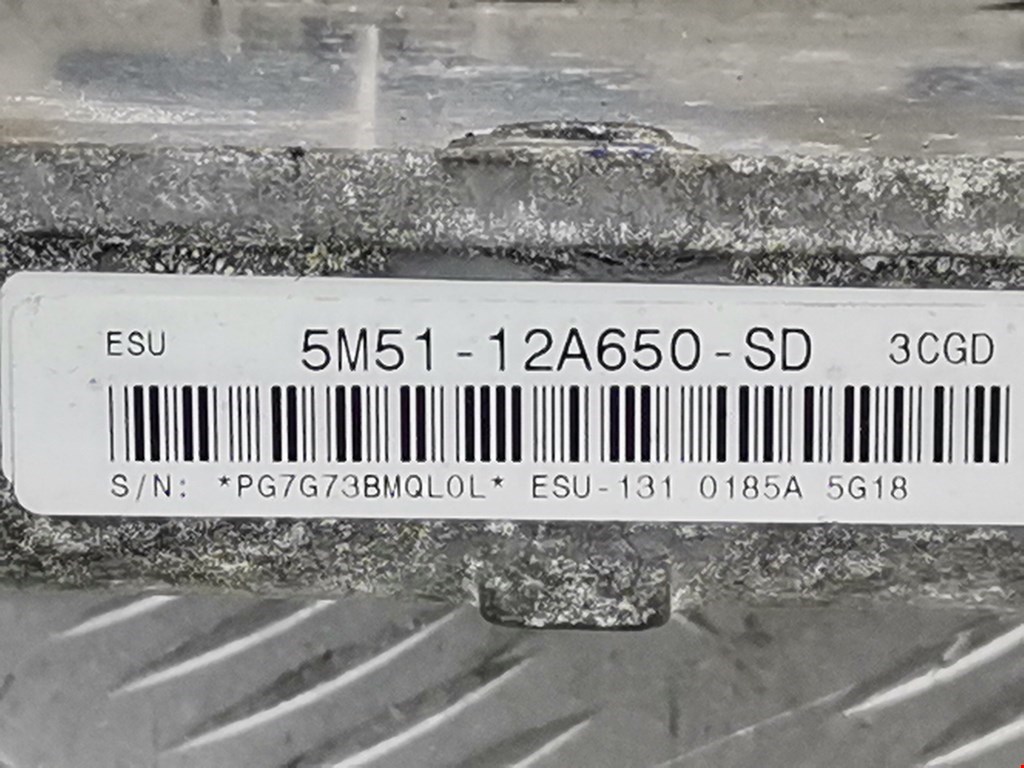 ESU 5M51-12A650-SD 3CGD
S/N: *PG7G73BMQL0L* ESU-131 0185A 5G18